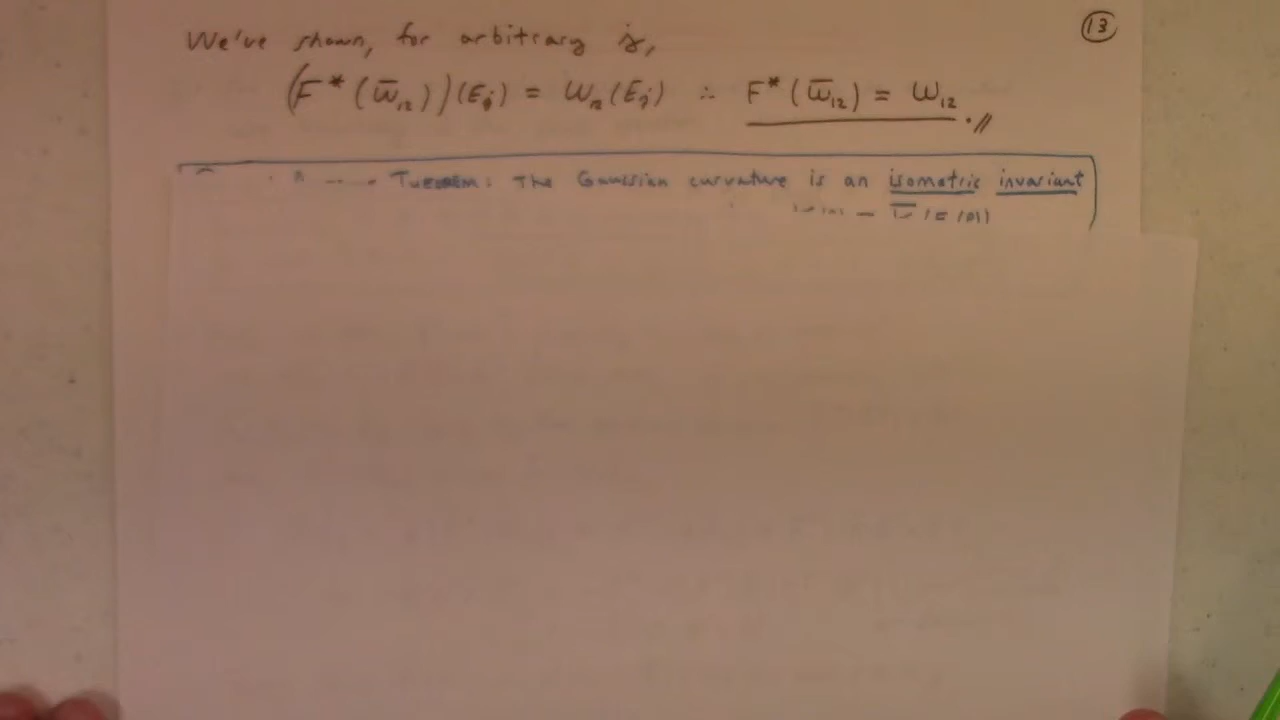 13
We've shown, for arbitrary j,
(F*(ω̄₁₂))(Eⱼ) = ω₁₂(Eⱼ) ∴ F*(ω̄₁₂) = ω₁₂ . //
THEOREM: The Gaussian curvature is an isometric invariant